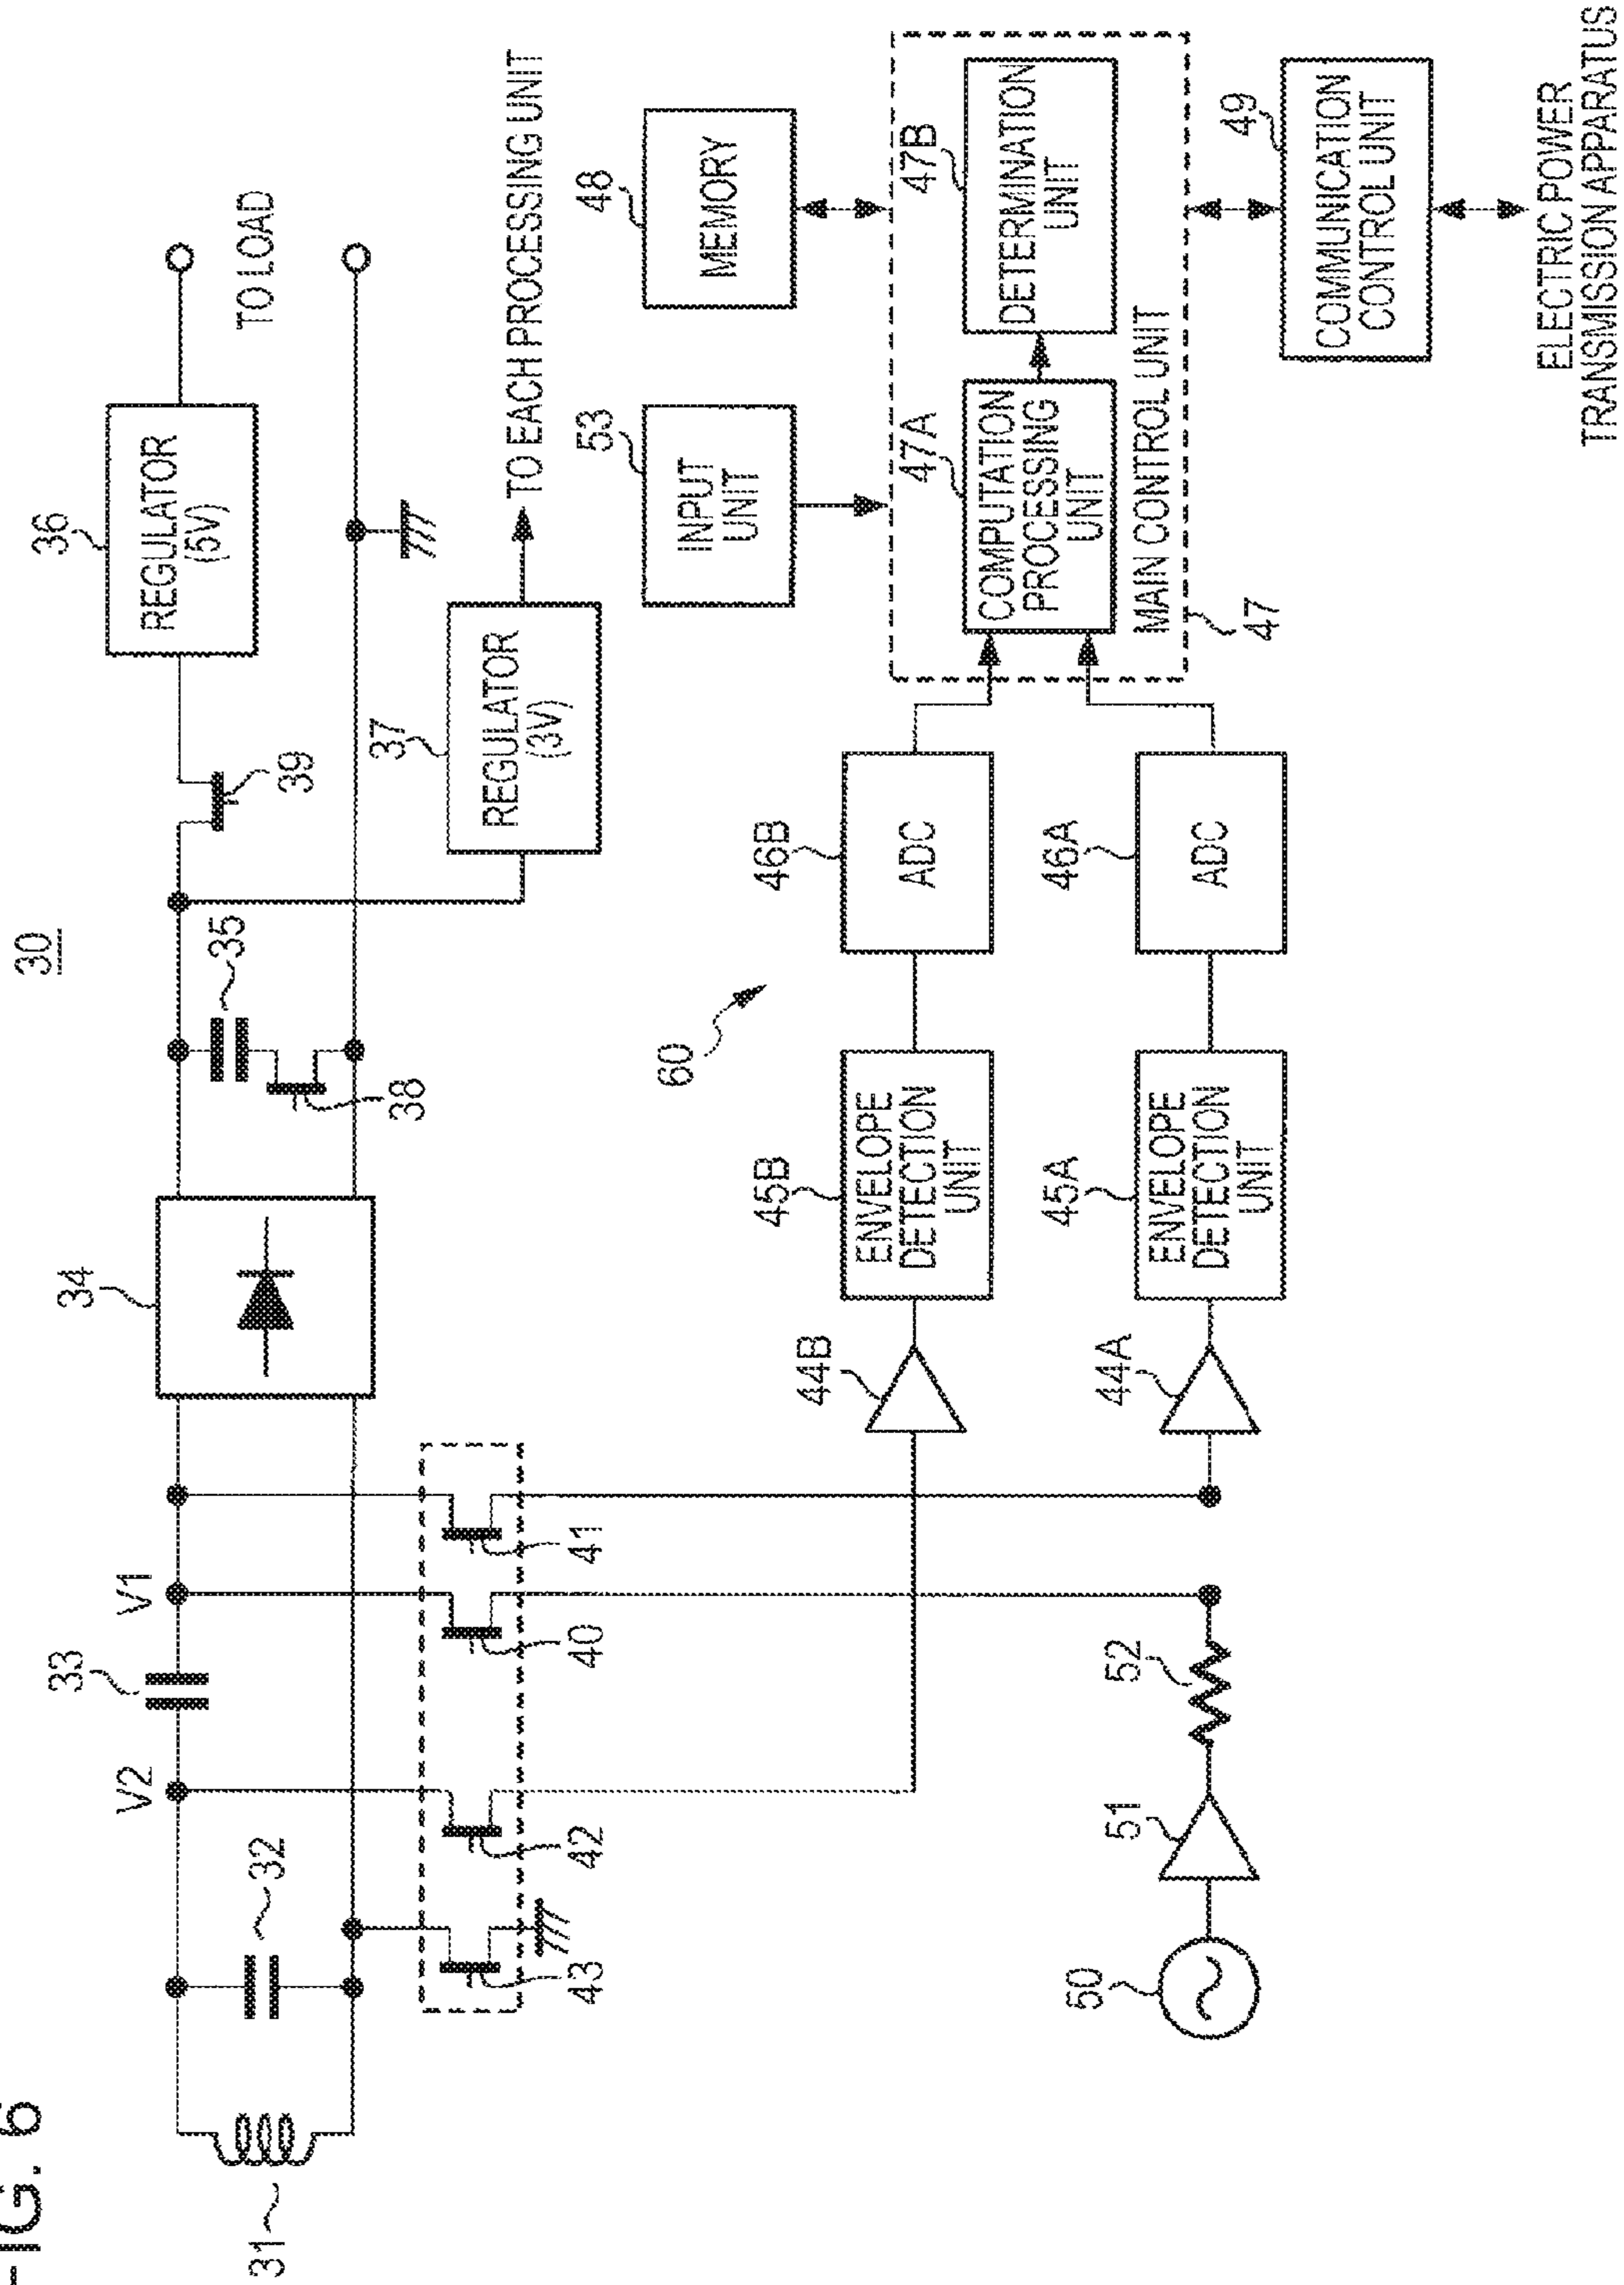 FIG. 6
30
31
32
V2
33
V1
34
35
38
39
36
REGULATOR
(5V)
TO LOAD
37
REGULATOR
(3V)
TO EACH PROCESSING UNIT
43
42
40
41
60
53
INPUT
UNIT
48
MEMORY
44B
45B
ENVELOPE
DETECTION
UNIT
46B
ADC
44A
45A
ENVELOPE
DETECTION
UNIT
46A
ADC
47A
COMPUTATION
PROCESSING
UNIT
47B
DETERMINATION
UNIT
MAIN CONTROL UNIT
47
50
51
52
49
COMMUNICATION
CONTROL UNIT
ELECTRIC POWER
TRANSMISSION APPARATUS